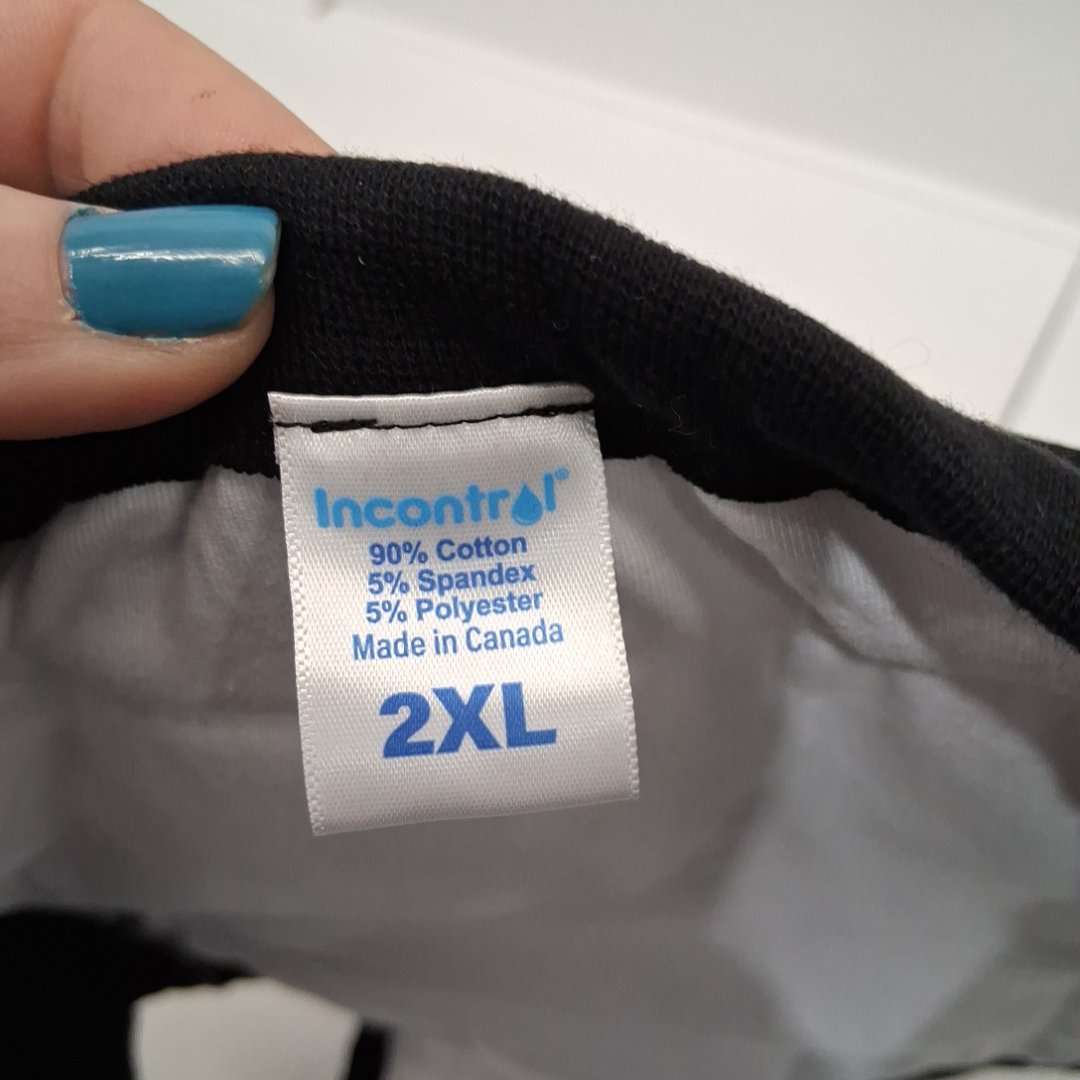 Incontrol®
90% Cotton
5% Spandex
5% Polyester
Made in Canada
2XL